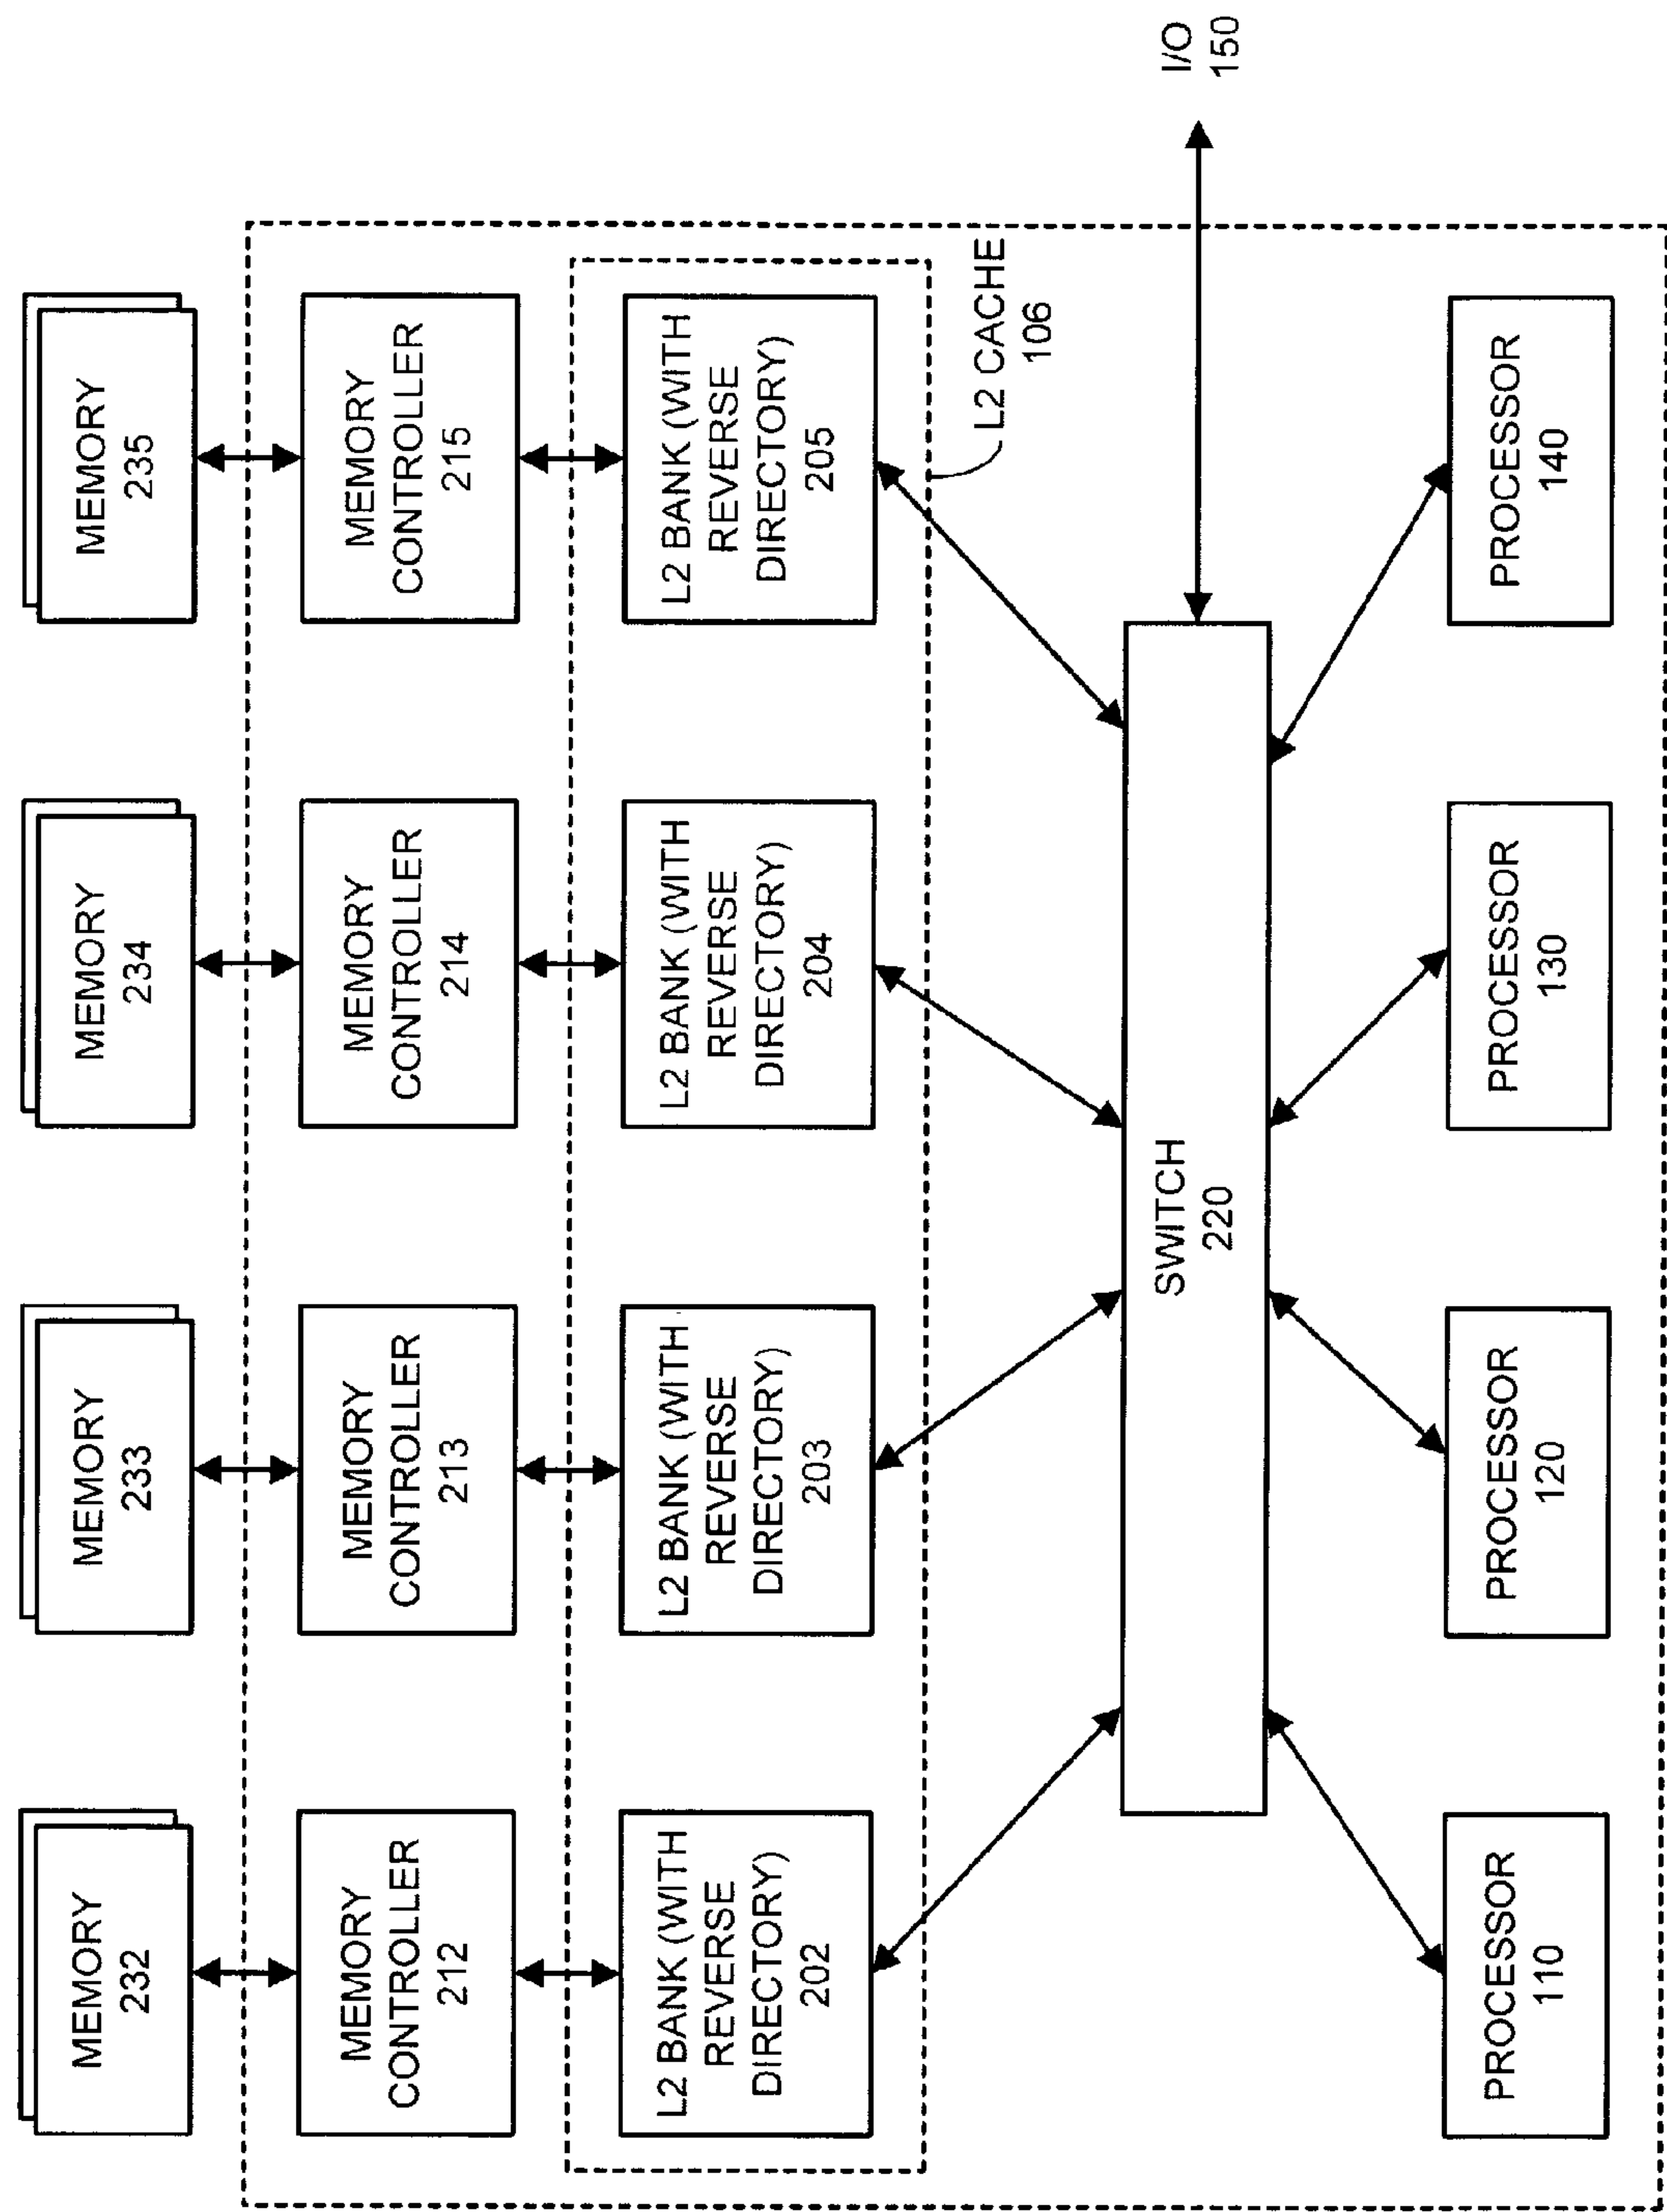 MEMORY
232
MEMORY
233
MEMORY
234
MEMORY
235
MEMORY
CONTROLLER
212
MEMORY
CONTROLLER
213
MEMORY
CONTROLLER
214
MEMORY
CONTROLLER
215
L2 BANK (WITH
REVERSE
DIRECTORY)
202
L2 BANK (WITH
REVERSE
DIRECTORY)
203
L2 BANK (WITH
REVERSE
DIRECTORY)
204
L2 BANK (WITH
REVERSE
DIRECTORY)
205
L2 CACHE
106
SWITCH
220
I/O
150
PROCESSOR
110
PROCESSOR
120
PROCESSOR
130
PROCESSOR
140